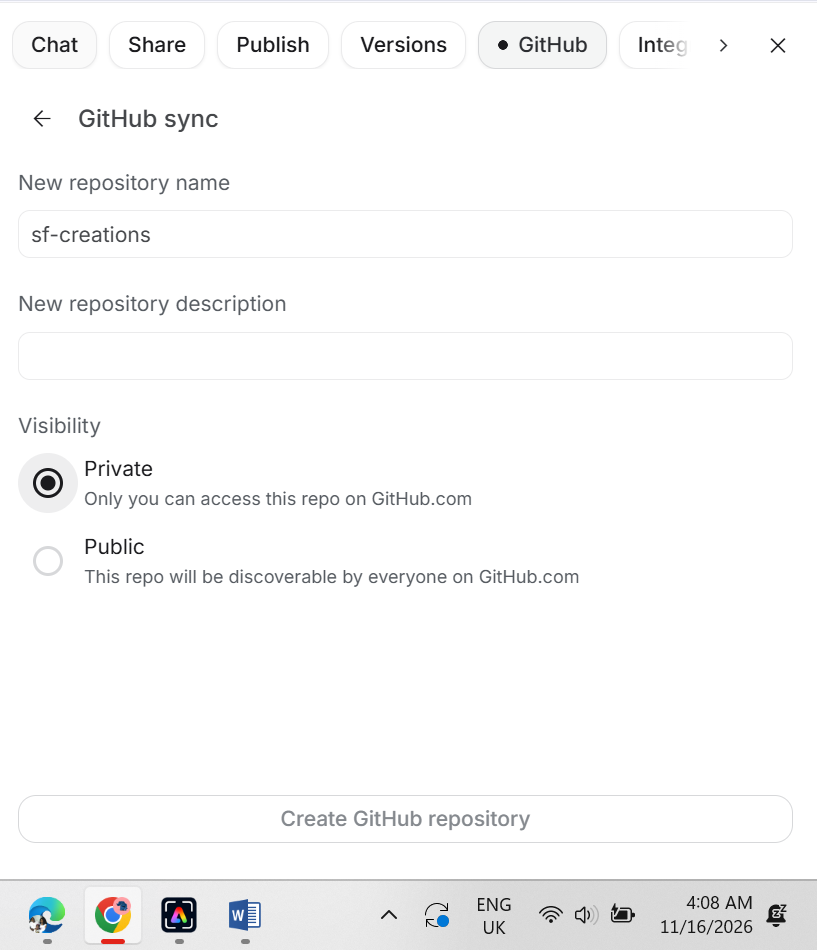 Chat Share Publish Versions GitHub Integ
GitHub sync
New repository name
sf-creations
New repository description
Visibility
Private
Only you can access this repo on GitHub.com
Public
This repo will be discoverable by everyone on GitHub.com
Create GitHub repository
ENG
UK
4:08 AM
11/16/2026